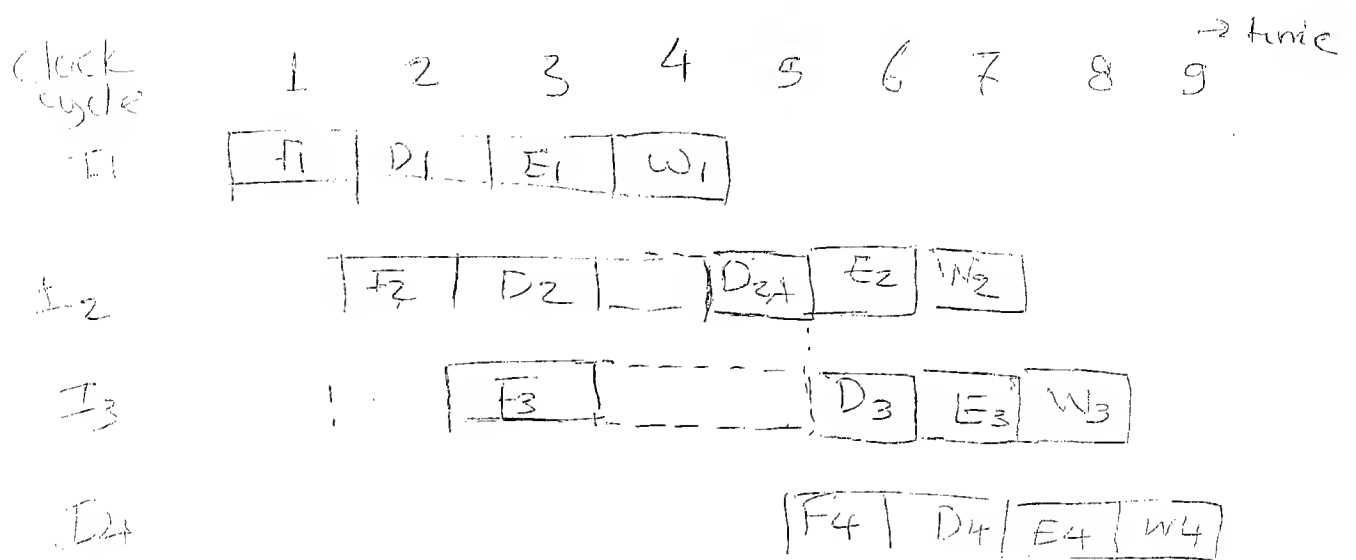 → time
Clock 1 2 3 4 5 6 7 8 9
cycle
I1 F1 D1 E1 W1
I2 F2 D2 D2A E2 W2
I3 F3 D3 E3 W3
F4 D4 E4 W4